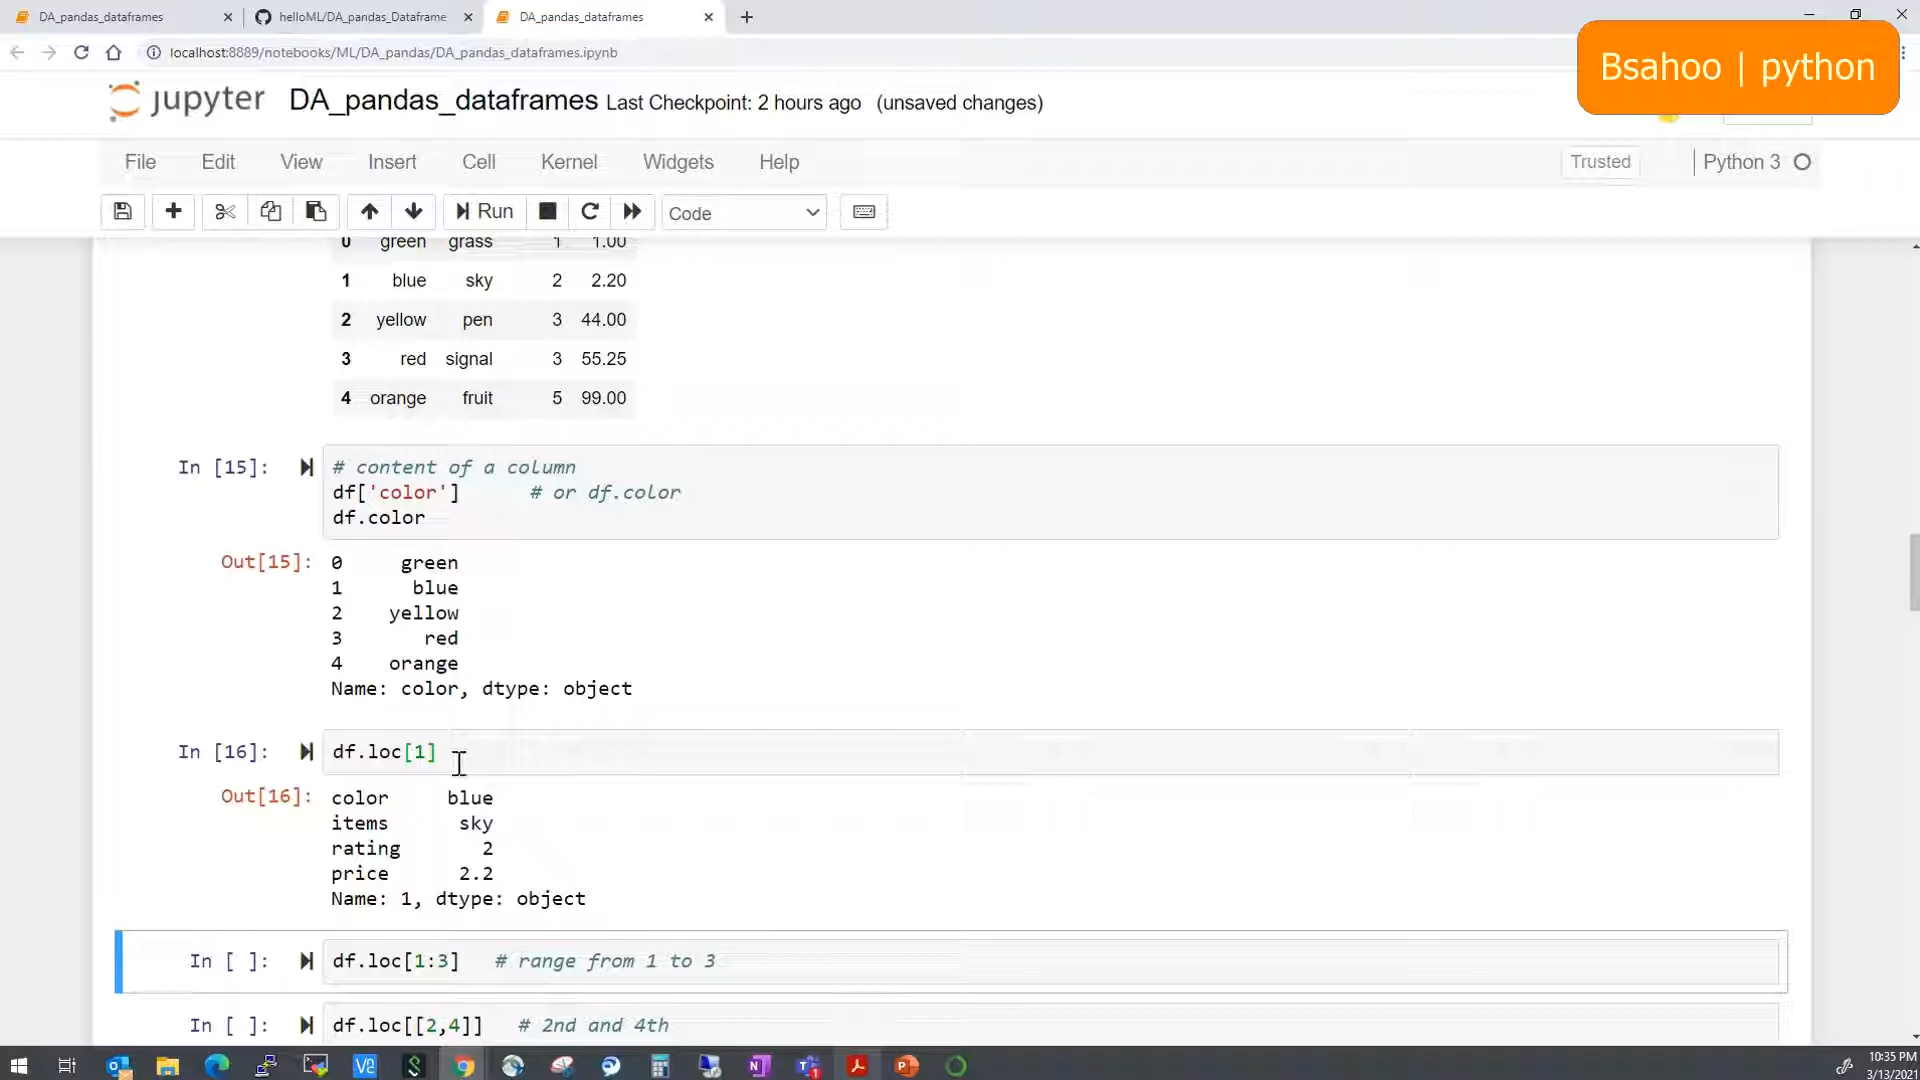 DA_pandas_dataframes
helloML/DA_pandas_Dataframe
DA_pandas_dataframes
localhost:8889/notebooks/ML/DA_pandas/DA_pandas_dataframes.ipynb
Bsahoo | python
jupyter DA_pandas_dataframes Last Checkpoint: 2 hours ago (unsaved changes)
File Edit View Insert Cell Kernel Widgets Help Trusted Python 3
Run Code
0 green grass 1 1.00
1 blue sky 2 2.20
2 yellow pen 3 44.00
3 red signal 3 55.25
4 orange fruit 5 99.00
In [15]: # content of a column
df['color'] # or df.color
df.color
Out[15]: 0 green
1 blue
2 yellow
3 red
4 orange
Name: color, dtype: object
In [16]: df.loc[1]
Out[16]: color blue
items sky
rating 2
price 2.2
Name: 1, dtype: object
In [ ]: df.loc[1:3] # range from 1 to 3
In [ ]: df.loc[[2,4]] # 2nd and 4th
10:35 PM
3/13/2021